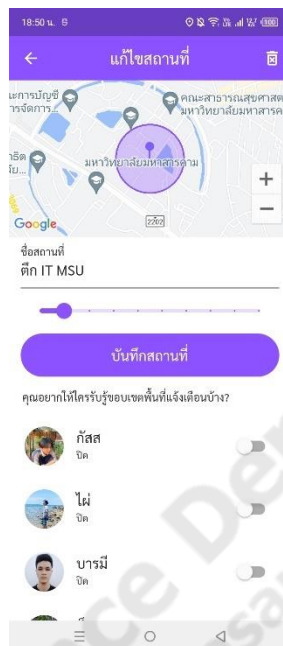 18:50 น.
แก้ไขสถานที่
คณะสาธารณสุขศาสต
มหาวิทยาลัยมหาสารค
มหาวิทยาลัยมหาสารคาม
2202
Google
+
−
ชื่อสถานที่
ตึก IT MSU
บันทึกสถานที่
คุณอยากให้ใครรับรู้ขอบเขตพื้นที่แจ้งเตือนบ้าง?
กัสส
ปิด
ไผ่
ปิด
บารมี
ปิด